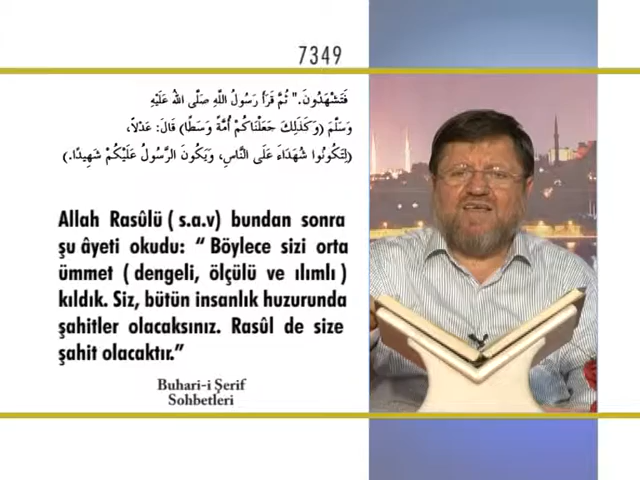 7349
فَتَشْهَدُونَ." ثُمَّ قَرَأَ رَسُولُ اللَّهِ صَلَّى اللهُ عَلَيْهِ
وَسَلَّمَ (وَكَذَلِكَ جَعَلْنَاكُمْ أُمَّةً وَسَطًا) قَالَ: عَدْلاً،
(لِتَكُونُوا شُهَدَاءَ عَلَى النَّاسِ، وَيَكُونَ الرَّسُولُ عَلَيْكُمْ شَهِيدًا.)
Allah Rasûlü ( s.a.v) bundan sonra
şu âyeti okudu: “ Böylece sizi orta
ümmet ( dengeli, ölçülü ve ılımlı )
kıldık. Siz, bütün insanlık huzurunda
şahitler olacaksınız. Rasûl de size
şahit olacaktır.”
Buhari-i Şerif
Sohbetleri